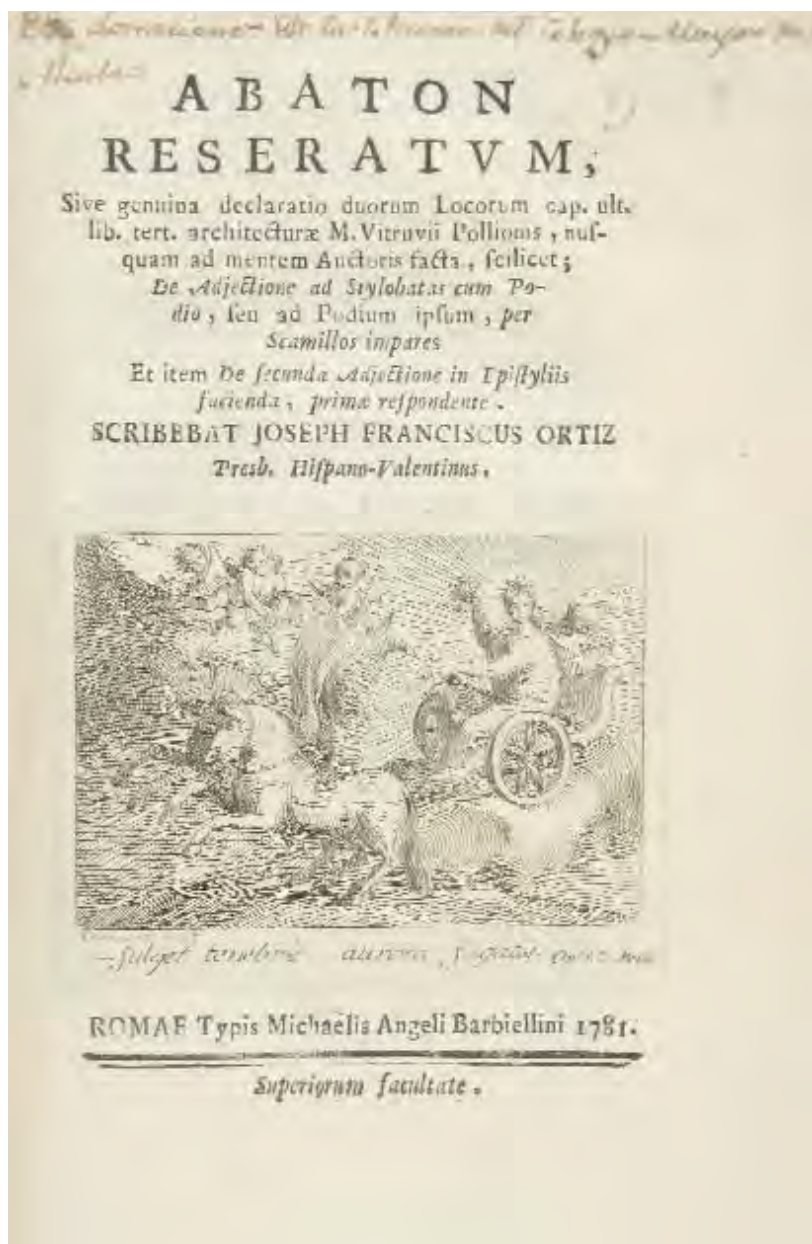 ABATON
RESERATVM,
Sive genuina declaratio duorum Locorum cap. ult.
lib. tert. architecturæ M. Vitruvii Pollionis, nuſ-
quam ad mentem Auctoris facta, ſcilicet;
De Adjectione ad Stylobatas cum Po-
dio, ſeu ad Podium ipſum, per
Scamillos impares
Et item De ſecunda Adjectione in Epiſtyliis
facienda, primæ reſpondente.
SCRIBEBAT JOSEPH FRANCISCUS ORTIZ
Presb. Hiſpano-Valentinus.
aurora,
ROMAE Typis Michaelis Angeli Barbiellini 1781.
Superiorum facultate.